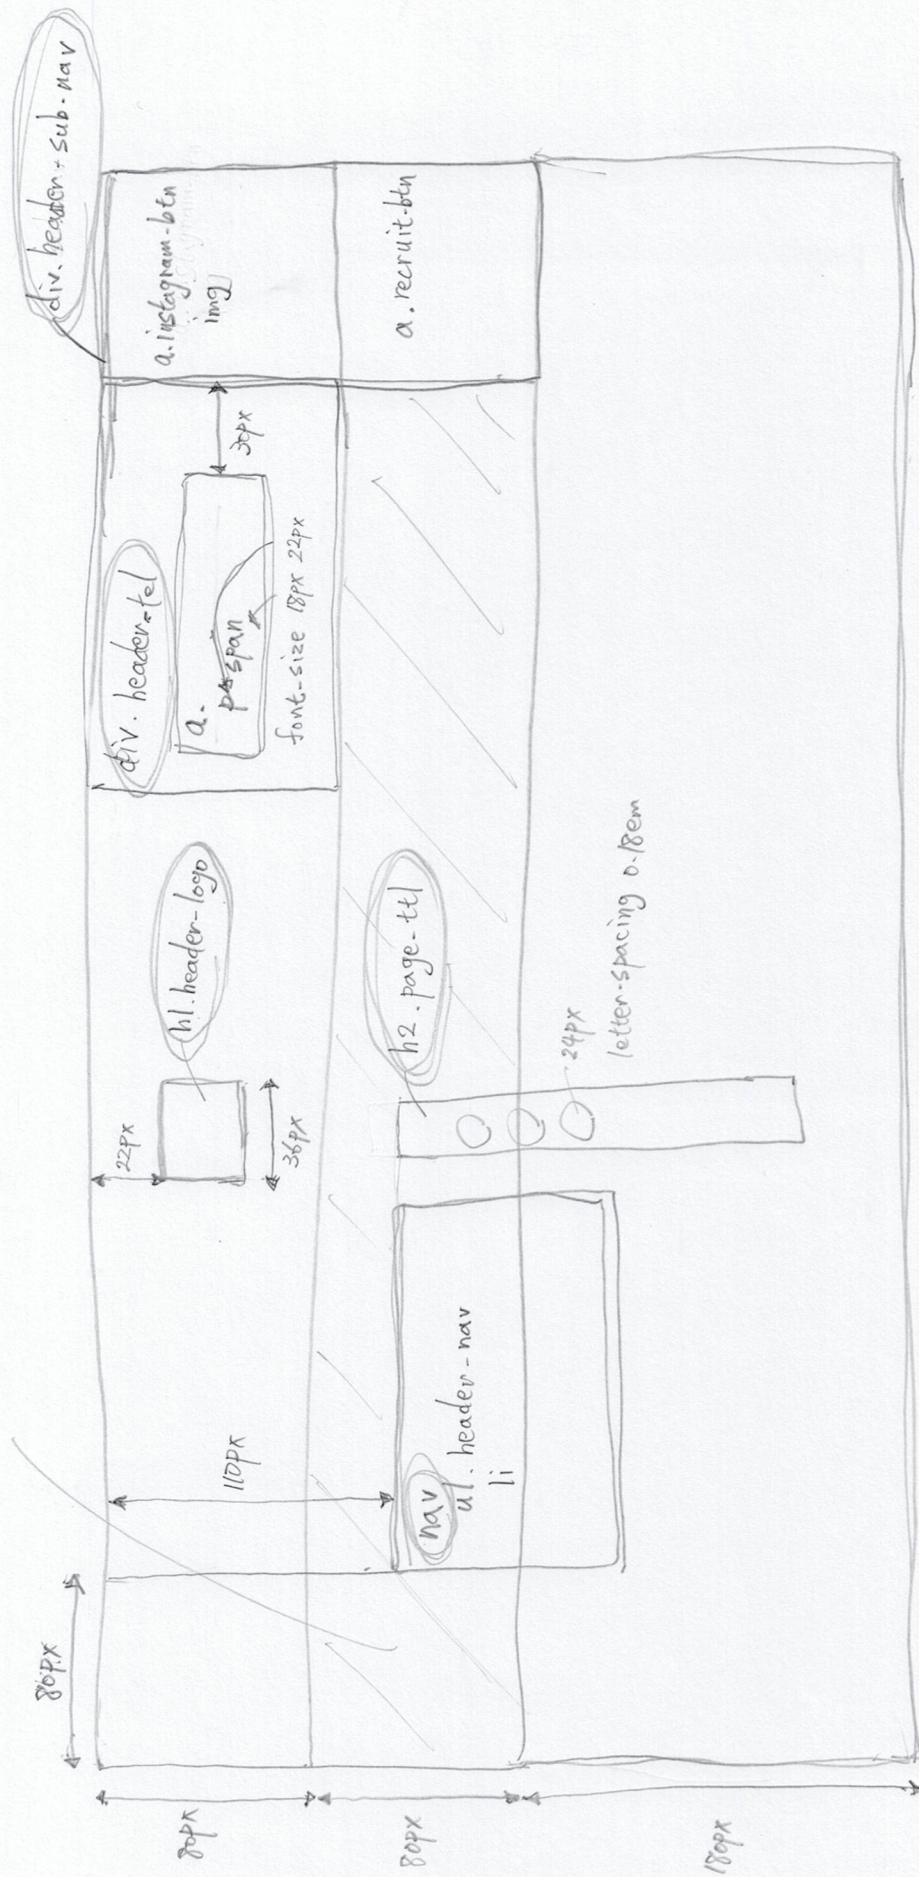 div.header-sub-nav
80px
110px
22px
36px
h1.header-logo
div.header-tel
a.
span
font-size 18px 22px
30px
a.instagram-btn
img
a.recruit-btn
80px
80px
180px
nav
ul.header-nav
li
h2.page-ttl
24px
letter-spacing 0.18em